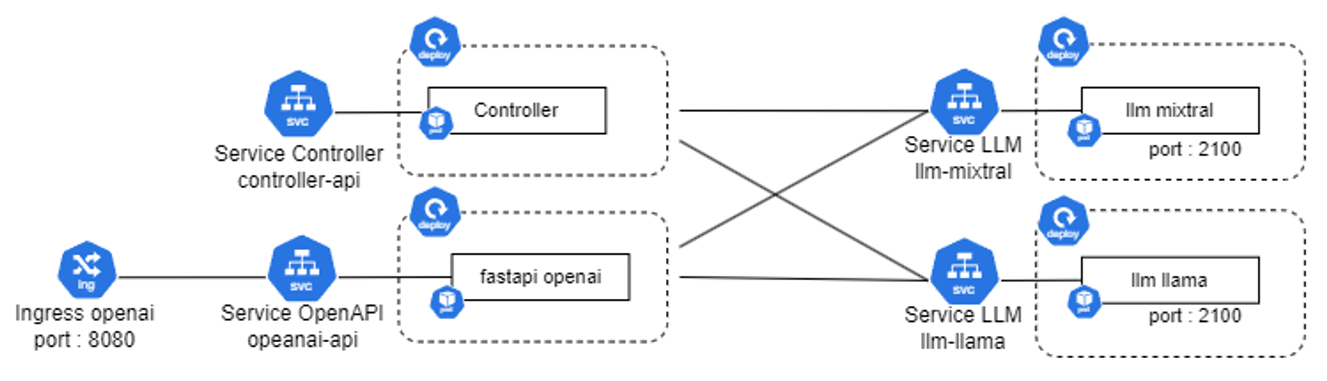 deploy
Controller
svc
pod
Service Controller
controller-api
deploy
llm mixtral
svc
pod
Service LLM
llm-mixtral
port : 2100
deploy
fastapi openai
ing
svc
pod
Ingress openai
port : 8080
Service OpenAPI
opeanai-api
deploy
llm llama
svc
pod
Service LLM
llm-llama
port : 2100